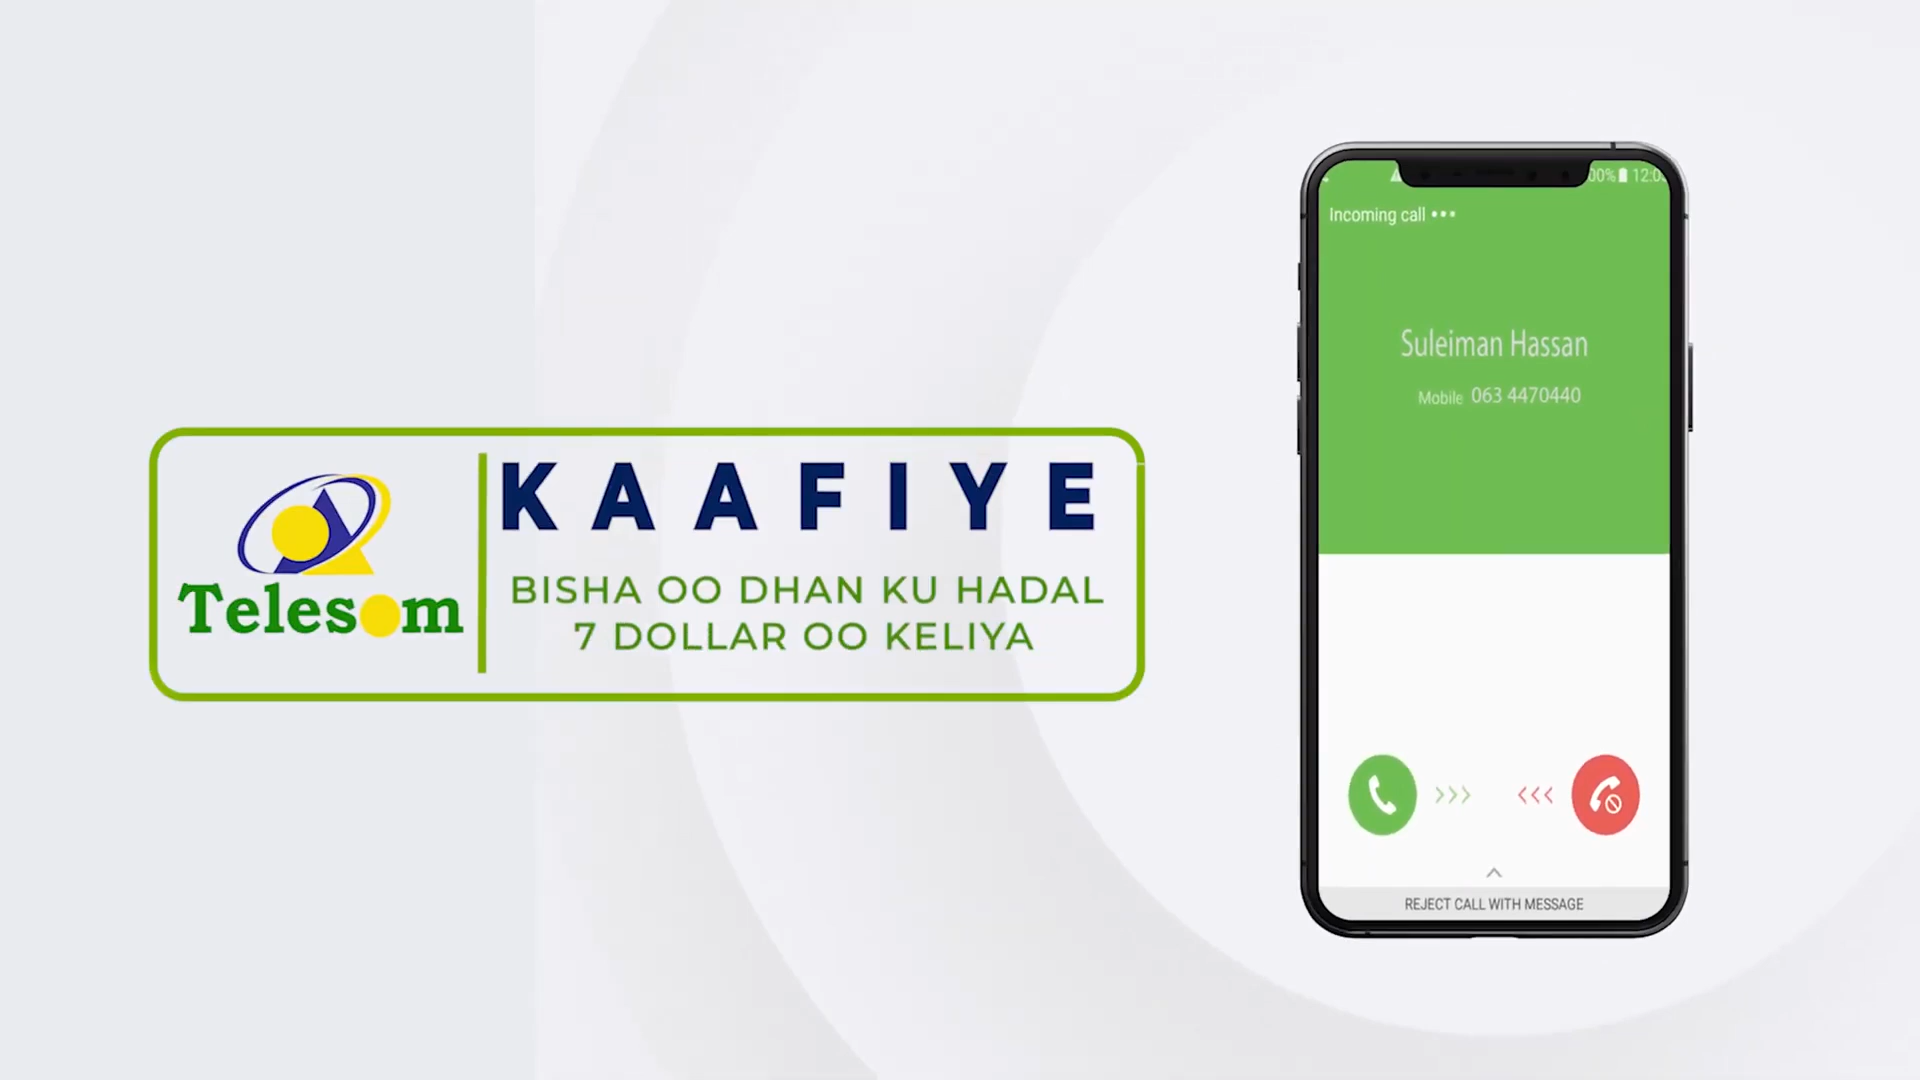 Telesom
KAAFIYE
BISHA OO DHAN KU HADAL
7 DOLLAR OO KELIYA
Incoming call •••
Suleiman Hassan
Mobile 063 4470440
REJECT CALL WITH MESSAGE